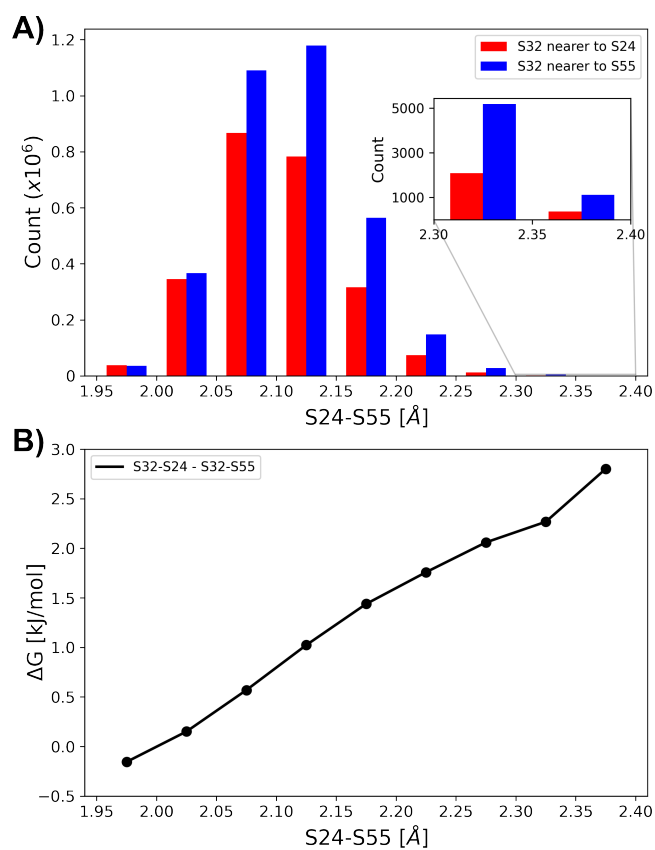 A)
S32 nearer to S24
S32 nearer to S55
Count (x10⁶)
1.2
1.0
0.8
0.6
0.4
0.2
0
Count
5000
3000
1000
2.30 2.35 2.40
1.95 2.00 2.05 2.10 2.15 2.20 2.25 2.30 2.35 2.40
S24-S55 [Å]
B)
S32-S24 - S32-S55
ΔG [kJ/mol]
3.0
2.5
2.0
1.5
1.0
0.5
0.0
−0.5
1.95 2.00 2.05 2.10 2.15 2.20 2.25 2.30 2.35 2.40
S24-S55 [Å]